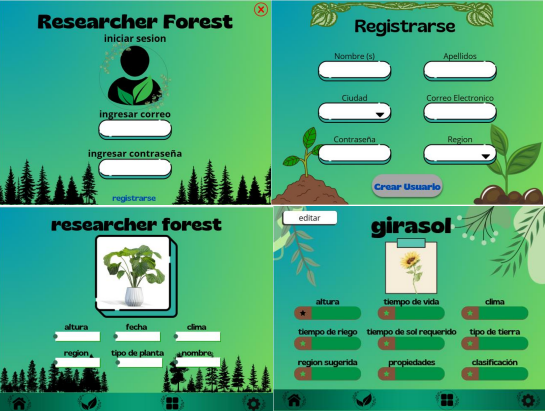 Researcher Forest
iniciar sesion
ingresar correo
ingresar contraseña
registrarse
Registrarse
Nombre (s) Apellidos
Ciudad Correo Electronico
Contraseña Region
Crear Usuario
researcher forest
altura fecha clima
region tipo de planta nombre
editar
girasol
altura tiempo de vida clima
tiempo de riego tiempo de sol requerido tipo de tierra
region sugerida propiedades clasificación